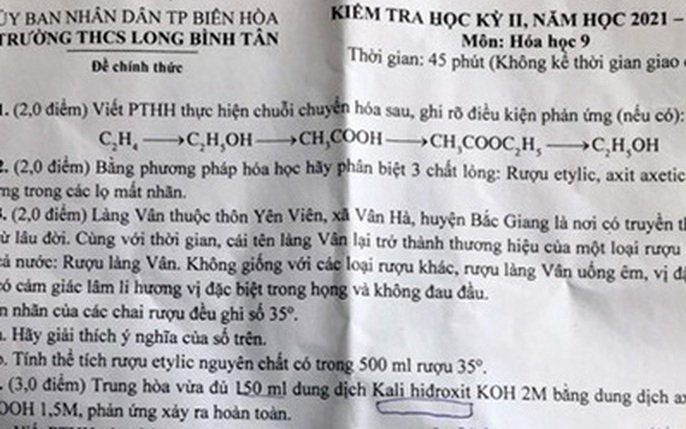 ỦY BAN NHÂN DÂN TP BIÊN HÒA
TRƯỜNG THCS LONG BÌNH TÂN
Đề chính thức
KIỂM TRA HỌC KỲ II, NĂM HỌC 2021 –
Môn: Hóa học 9
Thời gian: 45 phút (Không kể thời gian giao
1. (2,0 điểm) Viết PTHH thực hiện chuỗi chuyển hóa sau, ghi rõ điều kiện phản ứng (nếu có):
C₂H₄ ⟶ C₂H₅OH ⟶ CH₃COOH ⟶ CH₃COOC₂H₅ ⟶ C₂H₅OH
2. (2,0 điểm) Bằng phương pháp hóa học hãy phân biệt 3 chất lỏng: Rượu etylic, axit axetic
trong các lọ mất nhãn.
3. (2,0 điểm) Làng Vân thuộc thôn Yên Viên, xã Vân Hà, huyện Bắc Giang là nơi có truyền
từ lâu đời. Cùng với thời gian, cái tên làng Vân lại trở thành thương hiệu của một loại rượu
cả nước: Rượu làng Vân. Không giống với các loại rượu khác, rượu làng Vân uống êm, vị
có cảm giác lâm li hương vị đặc biệt trong họng và không đau đầu.
nhãn của các chai rượu đều ghi số 35º.
a. Hãy giải thích ý nghĩa của số trên.
b. Tính thể tích rượu etylic nguyên chất có trong 500 ml rượu 35º.
(3,0 điểm) Trung hòa vừa đủ 150 ml dung dịch Kali hiđroxit KOH 2M bằng dung dịch
OOH 1,5M, phản ứng xảy ra hoàn toàn.